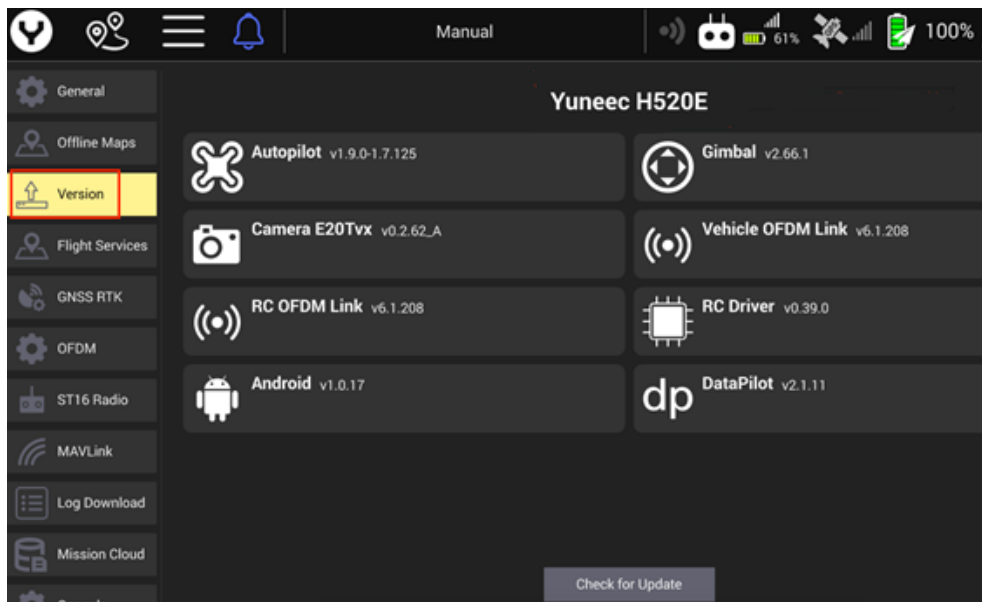 Manual
61%
100%
General
Offline Maps
Version
Flight Services
GNSS RTK
OFDM
ST16 Radio
MAVLink
Log Download
Mission Cloud
Yuneec H520E
Autopilot v1.9.0-1.7.125
Gimbal v2.66.1
Camera E20Tvx v0.2.62_A
Vehicle OFDM Link v6.1.208
RC OFDM Link v6.1.208
RC Driver v0.39.0
Android v1.0.17
dp DataPilot v2.1.11
Check for Update